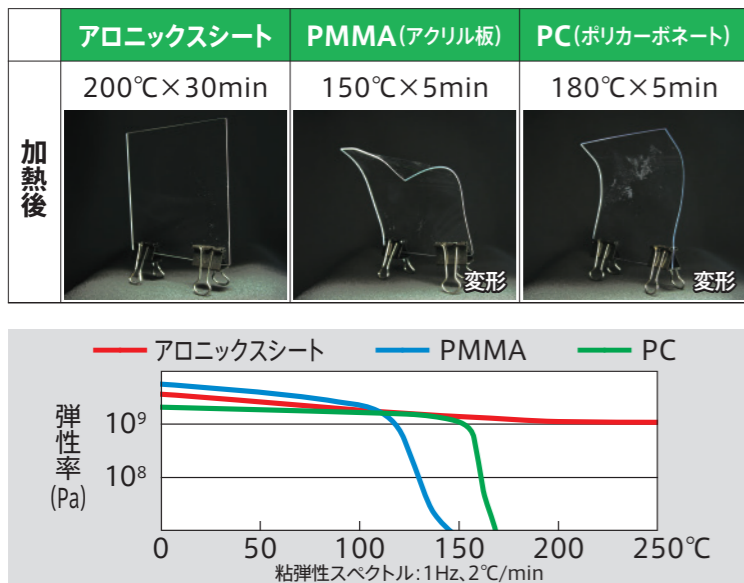 アロニックスシート PMMA(アクリル板) PC(ポリカーボネート)
加熱後 200℃×30min 150℃×5min 180℃×5min
変形 変形
アロニックスシート PMMA PC
弾性率(Pa)
10⁹
10⁸
0 50 100 150 200 250℃
粘弾性スペクトル:1Hz、2℃/min